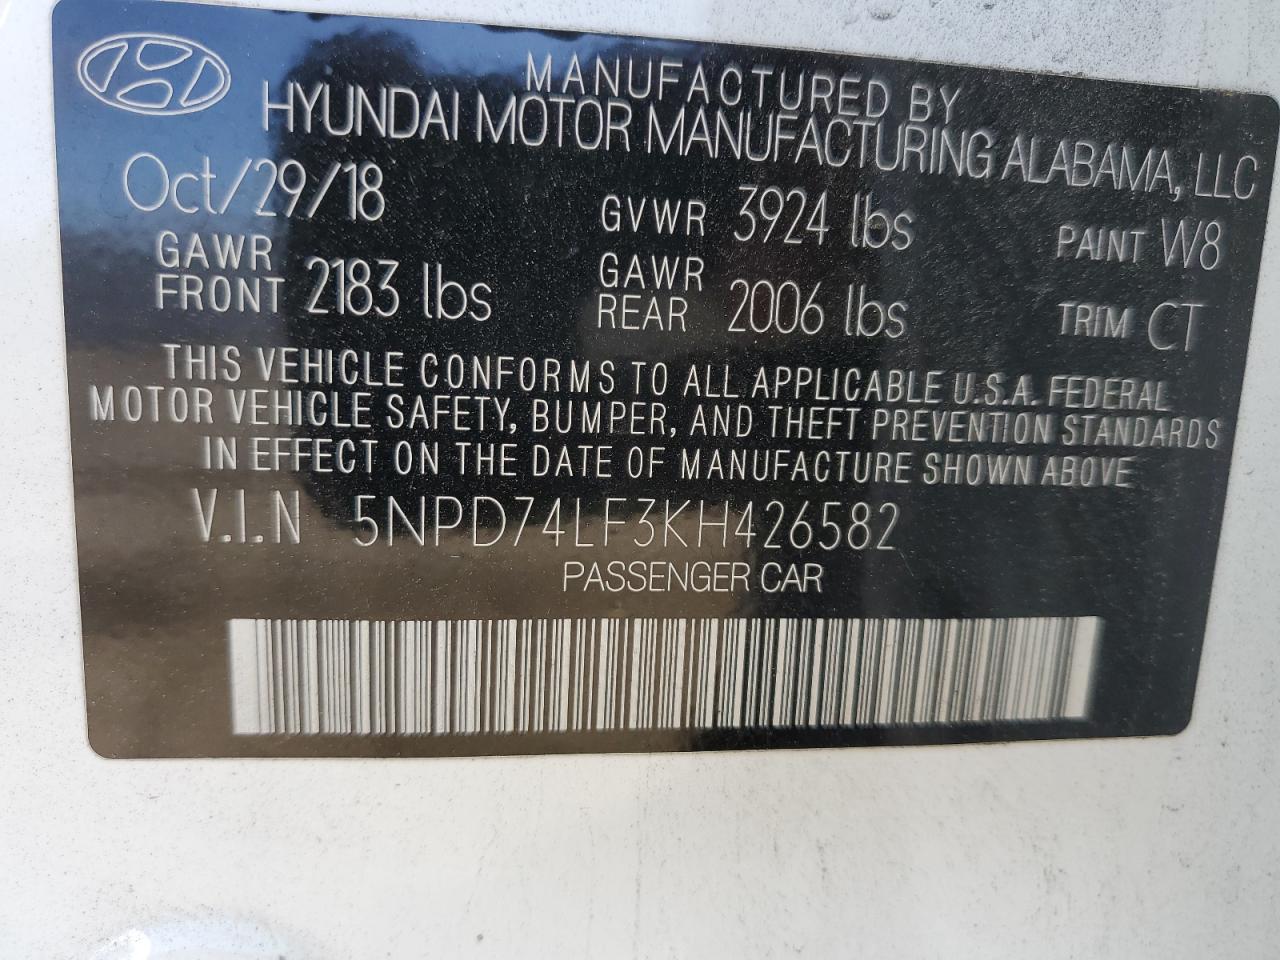 MANUFACTURED BY
HYUNDAI MOTOR MANUFACTURING ALABAMA, LLC
Oct/29/18 GVWR 3924 lbs PAINT W8
GAWR FRONT 2183 lbs GAWR REAR 2006 lbs TRIM CT
THIS VEHICLE CONFORMS TO ALL APPLICABLE U.S.A. FEDERAL
MOTOR VEHICLE SAFETY, BUMPER, AND THEFT PREVENTION STANDARDS
IN EFFECT ON THE DATE OF MANUFACTURE SHOWN ABOVE
V.I.N 5NPD74LF3KH426582
PASSENGER CAR